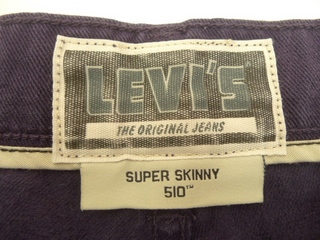 LEVI'S
THE ORIGINAL JEANS
SUPER SKINNY
510™